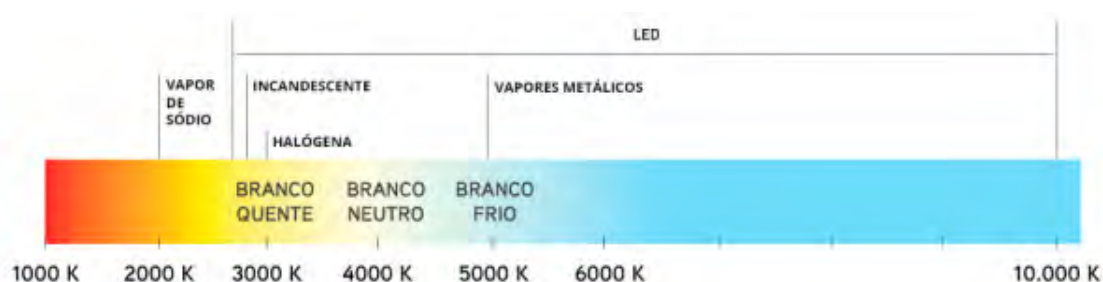 LED
VAPOR
DE
SÓDIO
INCANDESCENTE
VAPORES METÁLICOS
HALÓGENA
BRANCO
QUENTE
BRANCO
NEUTRO
BRANCO
FRIO
1000 K
2000 K
3000 K
4000 K
5000 K
6000 K
10.000 K